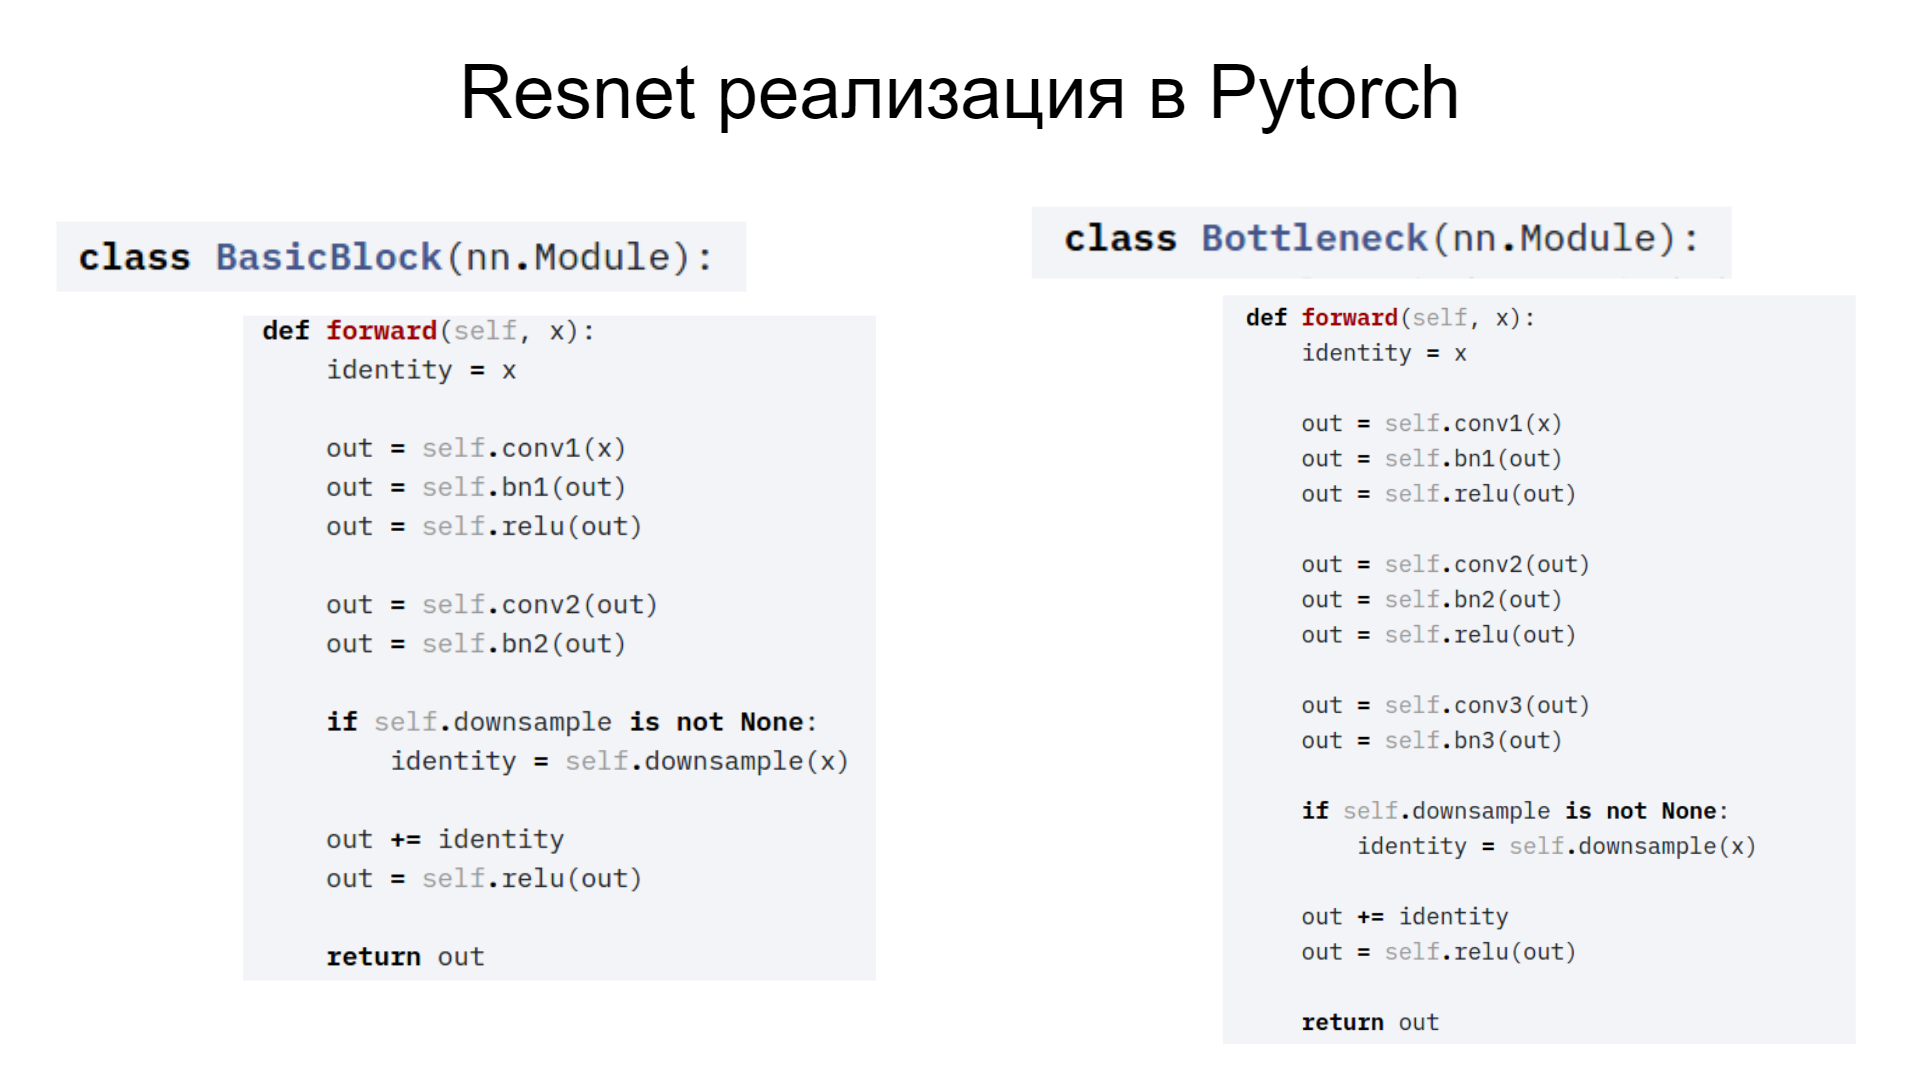 Resnet реализация в Pytorch
class BasicBlock(nn.Module):
def forward(self, x):
identity = x
out = self.conv1(x)
out = self.bn1(out)
out = self.relu(out)
out = self.conv2(out)
out = self.bn2(out)
if self.downsample is not None:
identity = self.downsample(x)
out += identity
out = self.relu(out)
return out
class Bottleneck(nn.Module):
def forward(self, x):
identity = x
out = self.conv1(x)
out = self.bn1(out)
out = self.relu(out)
out = self.conv2(out)
out = self.bn2(out)
out = self.relu(out)
out = self.conv3(out)
out = self.bn3(out)
if self.downsample is not None:
identity = self.downsample(x)
out += identity
out = self.relu(out)
return out